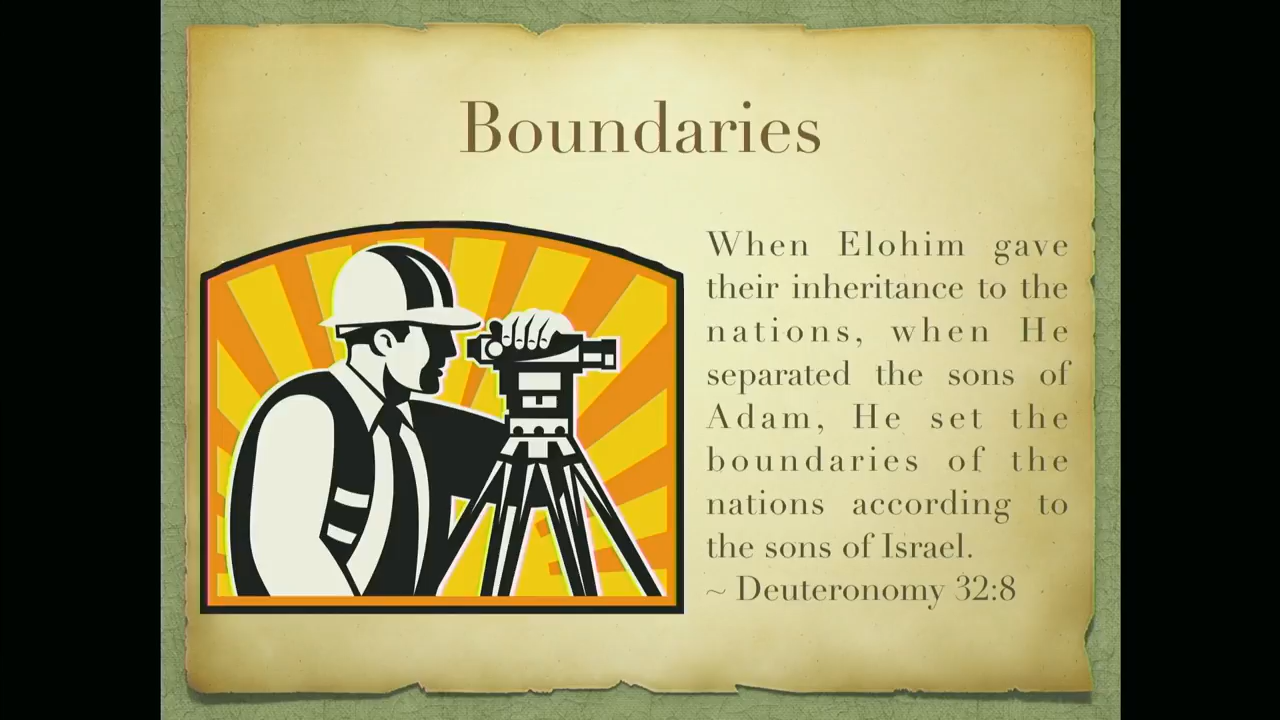 Boundaries
When Elohim gave
their inheritance to the
nations, when He
separated the sons of
Adam, He set the
boundaries of the
nations according to
the sons of Israel.
~ Deuteronomy 32:8